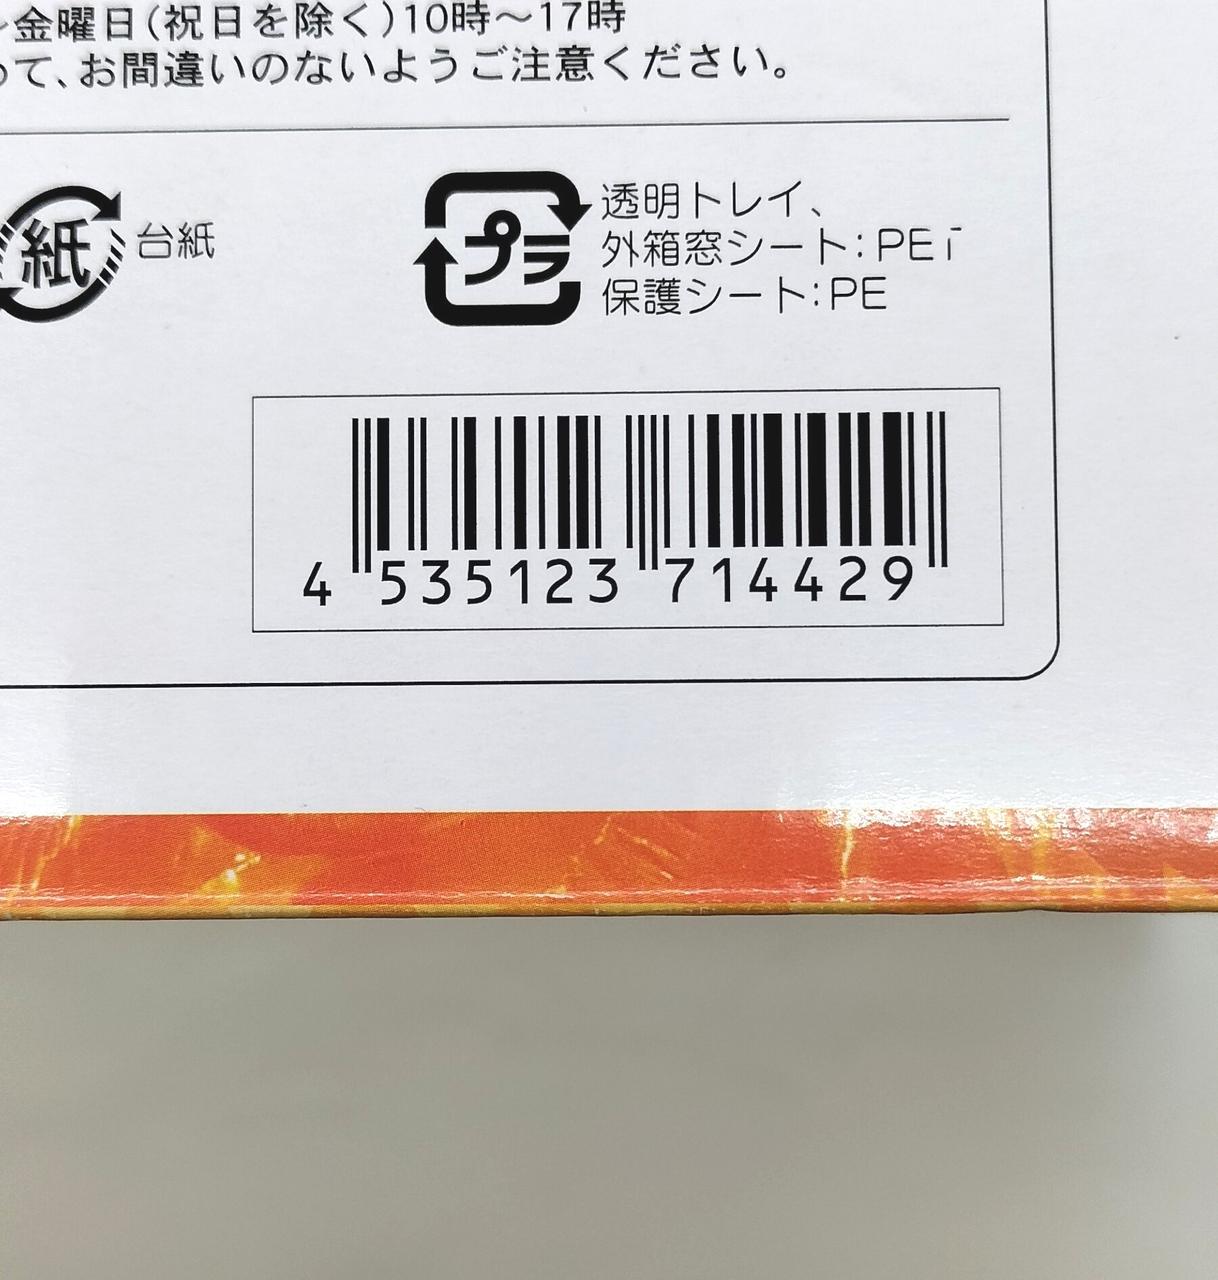 金曜日(祝日を除く)10時〜17時
って、お間違いのないようご注意ください。
紙 台紙
プラ 透明トレイ、
外箱窓シート:PET
保護シート:PE
4 535123 714429